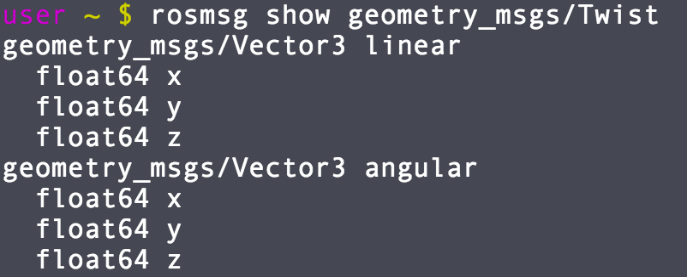 user ~ $ rosmsg show geometry_msgs/Twist
geometry_msgs/Vector3 linear
  float64 x
  float64 y
  float64 z
geometry_msgs/Vector3 angular
  float64 x
  float64 y
  float64 z